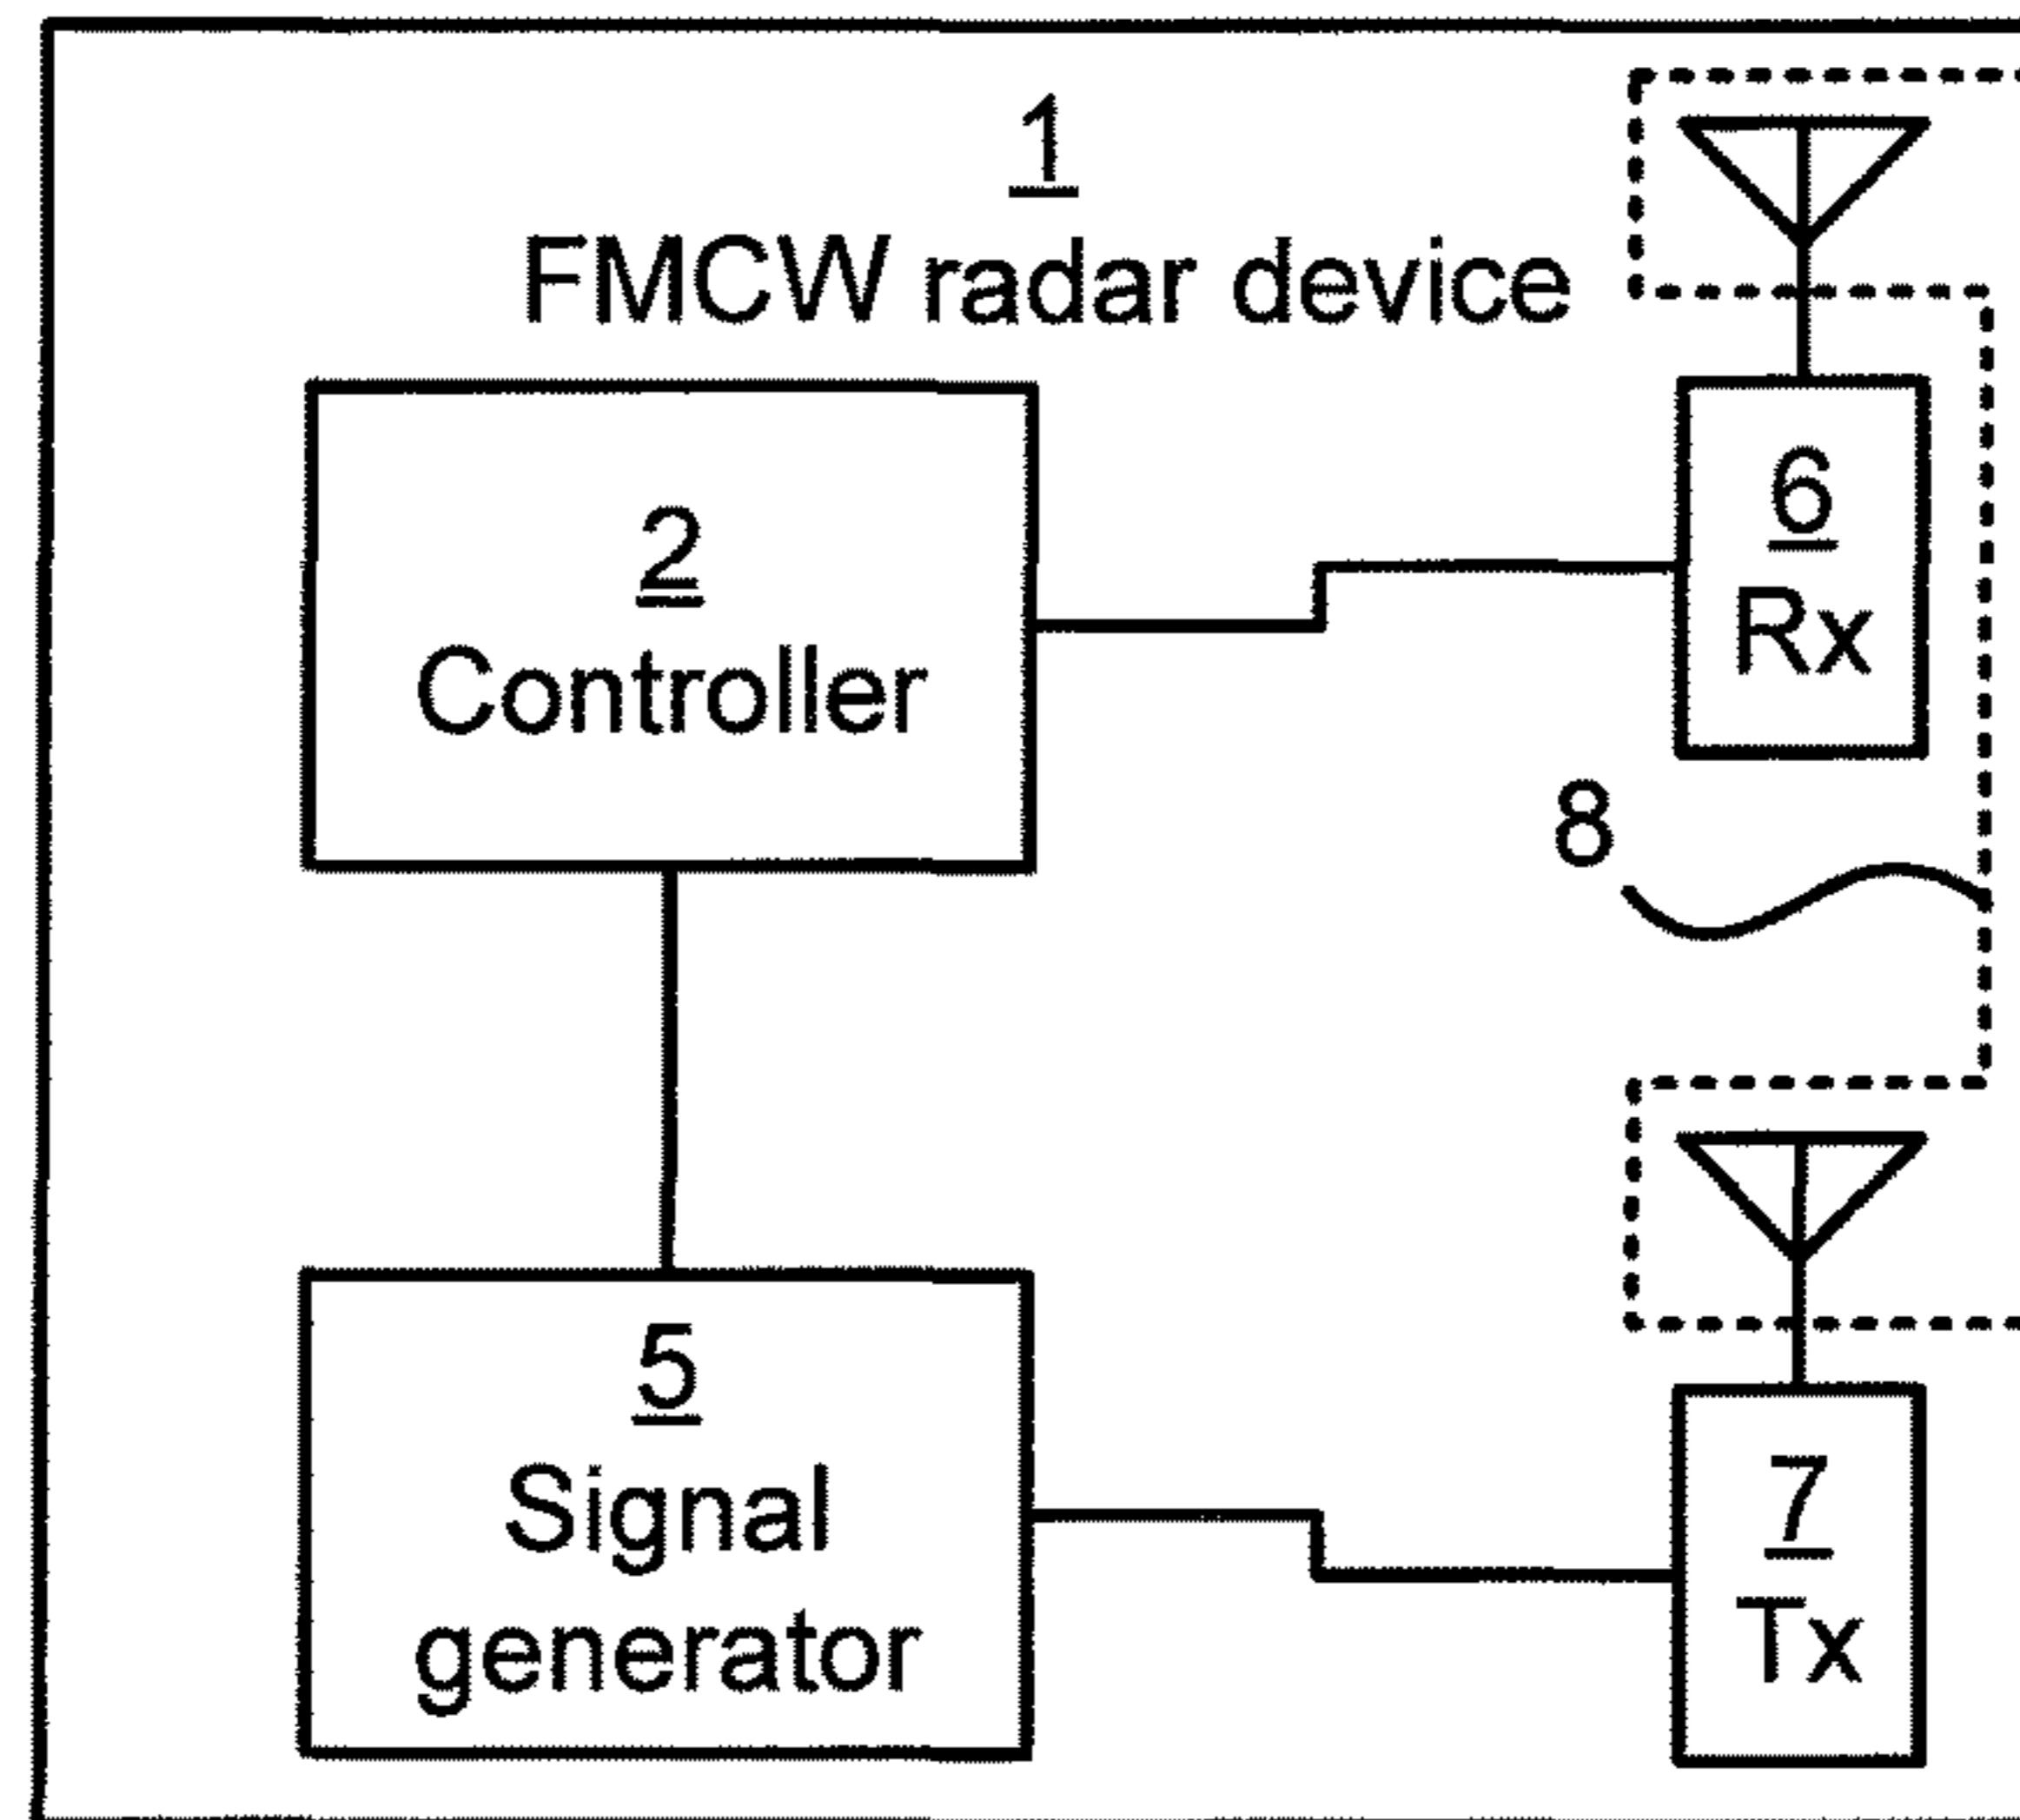 1
FMCW radar device
2
Controller
6
Rx
8
5
Signal
generator
7
Tx